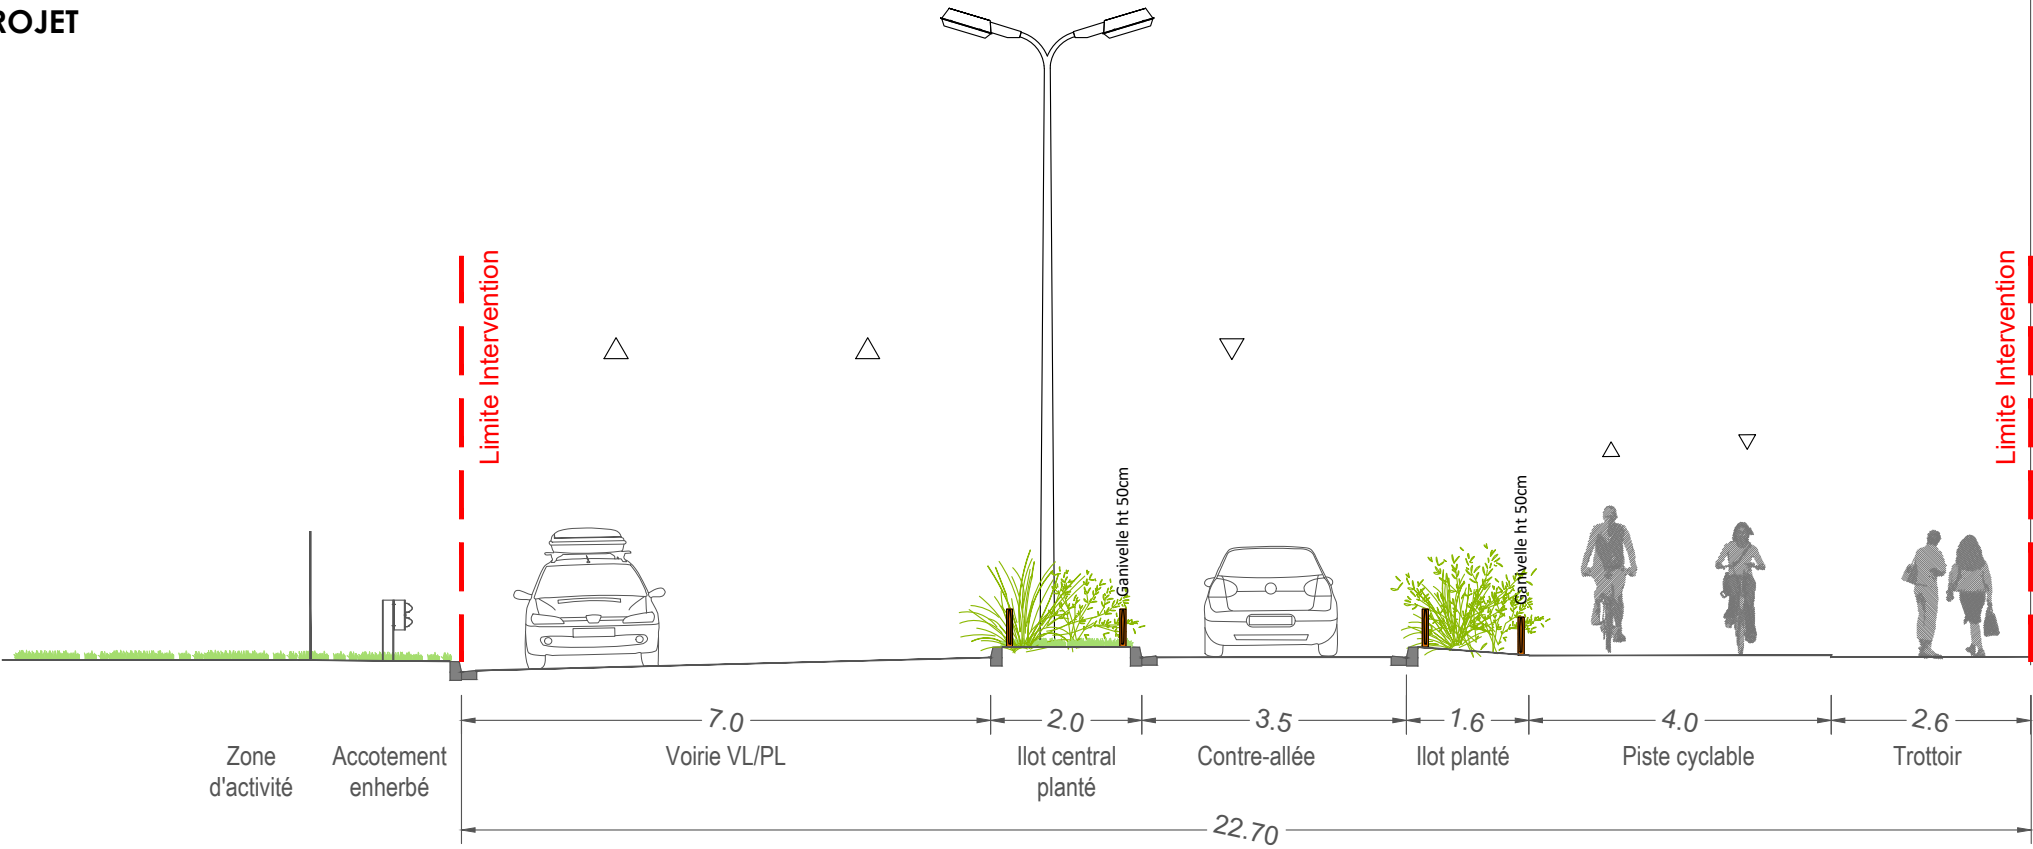 ROJET
Limite Intervention
Limite Intervention
Ganivelle ht 50cm
Ganivelle ht 50cm
7.0
2.0
3.5
1.6
4.0
2.6
Zone
d'activité
Accotement
enherbé
Voirie VL/PL
Ilot central
planté
Contre-allée
Ilot planté
Piste cyclable
Trottoir
22.70